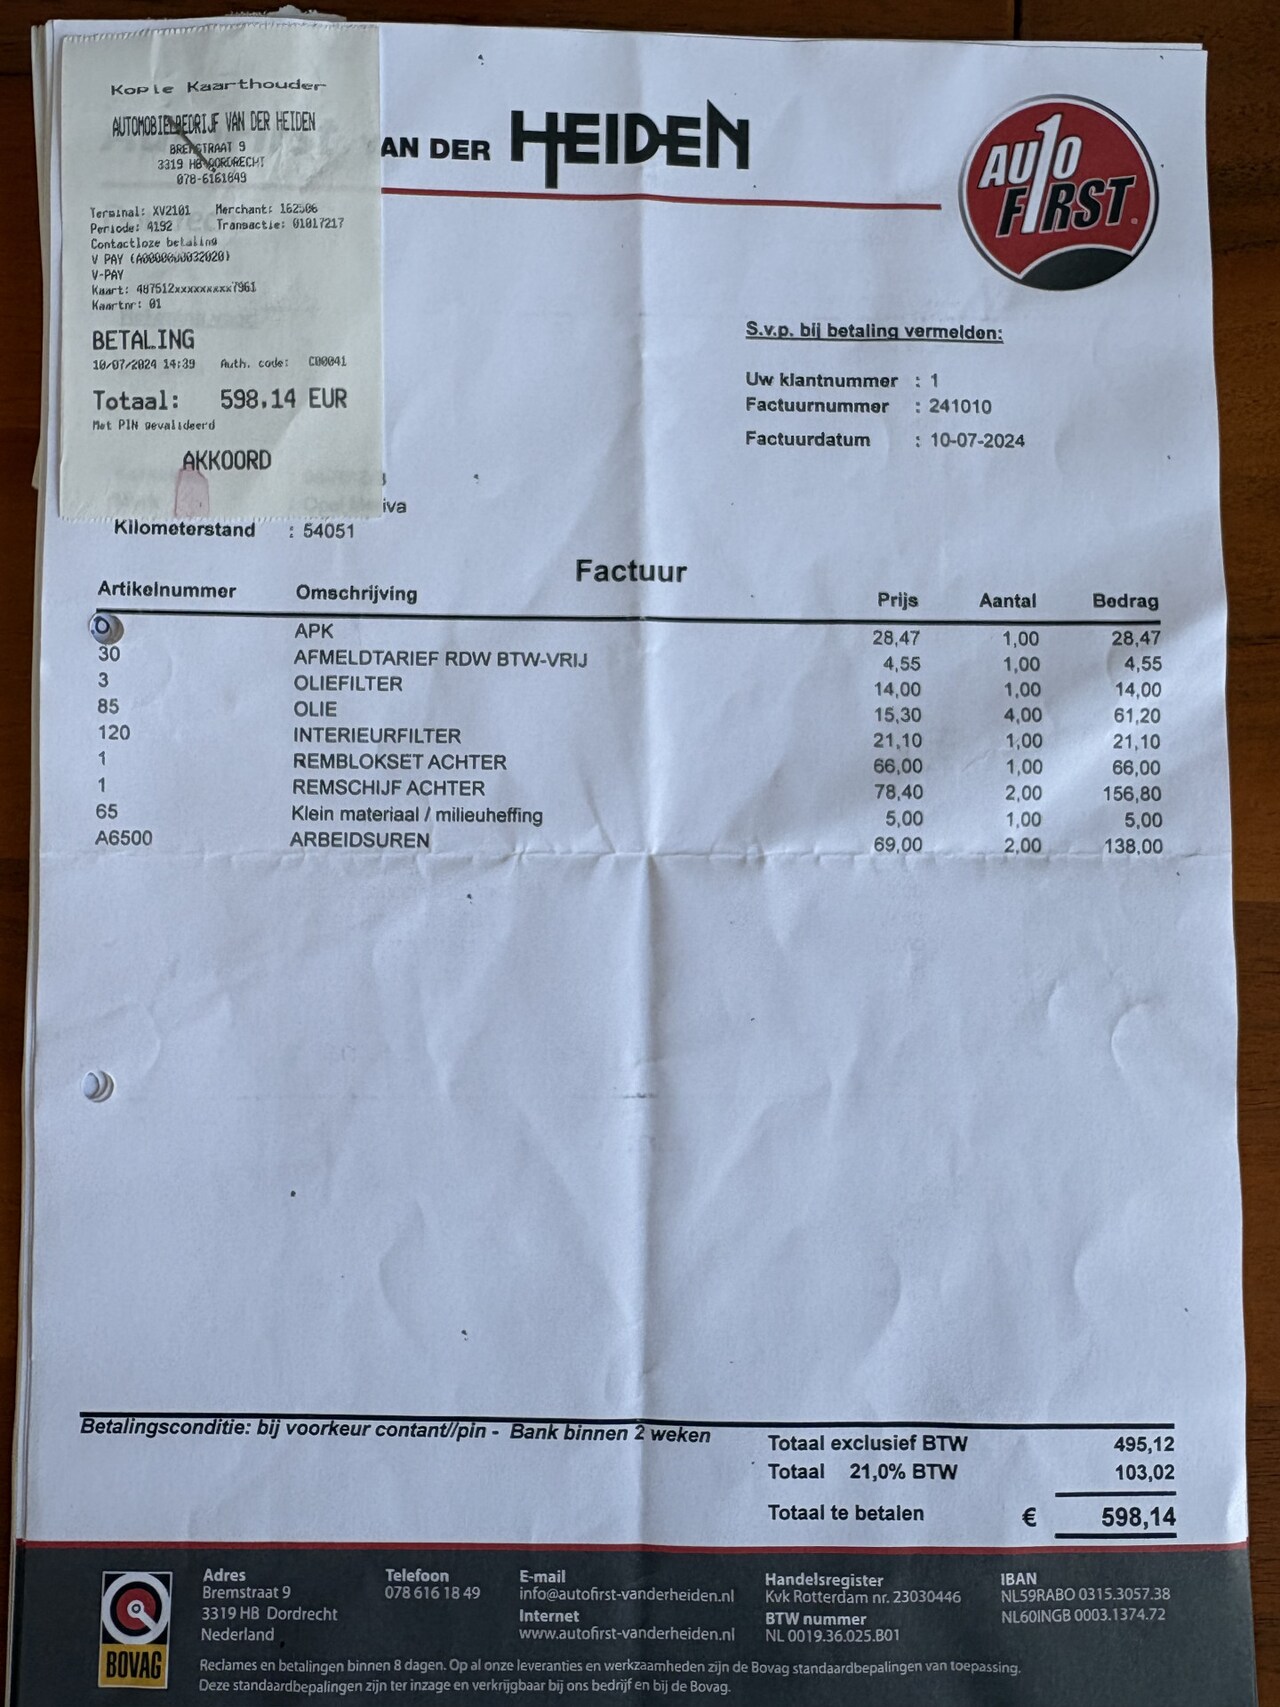 Kopie Kaarthouder
AUTOMOBIELBEDRIJF VAN DER HEIDEN
BREMSTRAAT 9
3319 HB DORDRECHT
078-6161849
Terminal: XV2101 Merchant: 162506
Periode: 4192 Transactie: 01017217
Contactloze betaling
V PAY (A0000000032020)
V-PAY
Kaart: 487512xxxxxxxxx7961
Kaartnr: 01
BETALING
10/07/2024 14:39 Auth. code: C00041
Totaal: 598,14 EUR
Met PIN gevalideerd
AKKOORD
AN DER HEIDEN
AUTO FIRST
S.v.p. bij betaling vermelden:
Uw klantnummer : 1
Factuurnummer : 241010
Factuurdatum : 10-07-2024
iva
Kilometerstand : 54051
Factuur
Artikelnummer Omschrijving Prijs Aantal Bedrag
APK 28,47 1,00 28,47
30 AFMELDTARIEF RDW BTW-VRIJ 4,55 1,00 4,55
3 OLIEFILTER 14,00 1,00 14,00
85 OLIE 15,30 4,00 61,20
120 INTERIEURFILTER 21,10 1,00 21,10
1 REMBLOKSET ACHTER 66,00 1,00 66,00
1 REMSCHIJF ACHTER 78,40 2,00 156,80
65 Klein materiaal / milieuheffing 5,00 1,00 5,00
A6500 ARBEIDSUREN 69,00 2,00 138,00
Betalingsconditie: bij voorkeur contant//pin - Bank binnen 2 weken
Totaal exclusief BTW 495,12
Totaal 21,0% BTW 103,02
Totaal te betalen € 598,14
BOVAG
Adres
Bremstraat 9
3319 HB Dordrecht
Nederland
Telefoon
078 616 18 49
E-mail
info@autofirst-vanderheiden.nl
Internet
www.autofirst-vanderheiden.nl
Handelsregister
Kvk Rotterdam nr. 23030446
BTW nummer
NL 0019.36.025.B01
IBAN
NL59RABO 0315.3057.38
NL60INGB 0003.1374.72
Reclames en betalingen binnen 8 dagen. Op al onze leveranties en werkzaamheden zijn de Bovag standaardbepalingen van toepassing.
Deze standaardbepalingen zijn ter inzage en verkrijgbaar bij ons bedrijf en bij de Bovag.